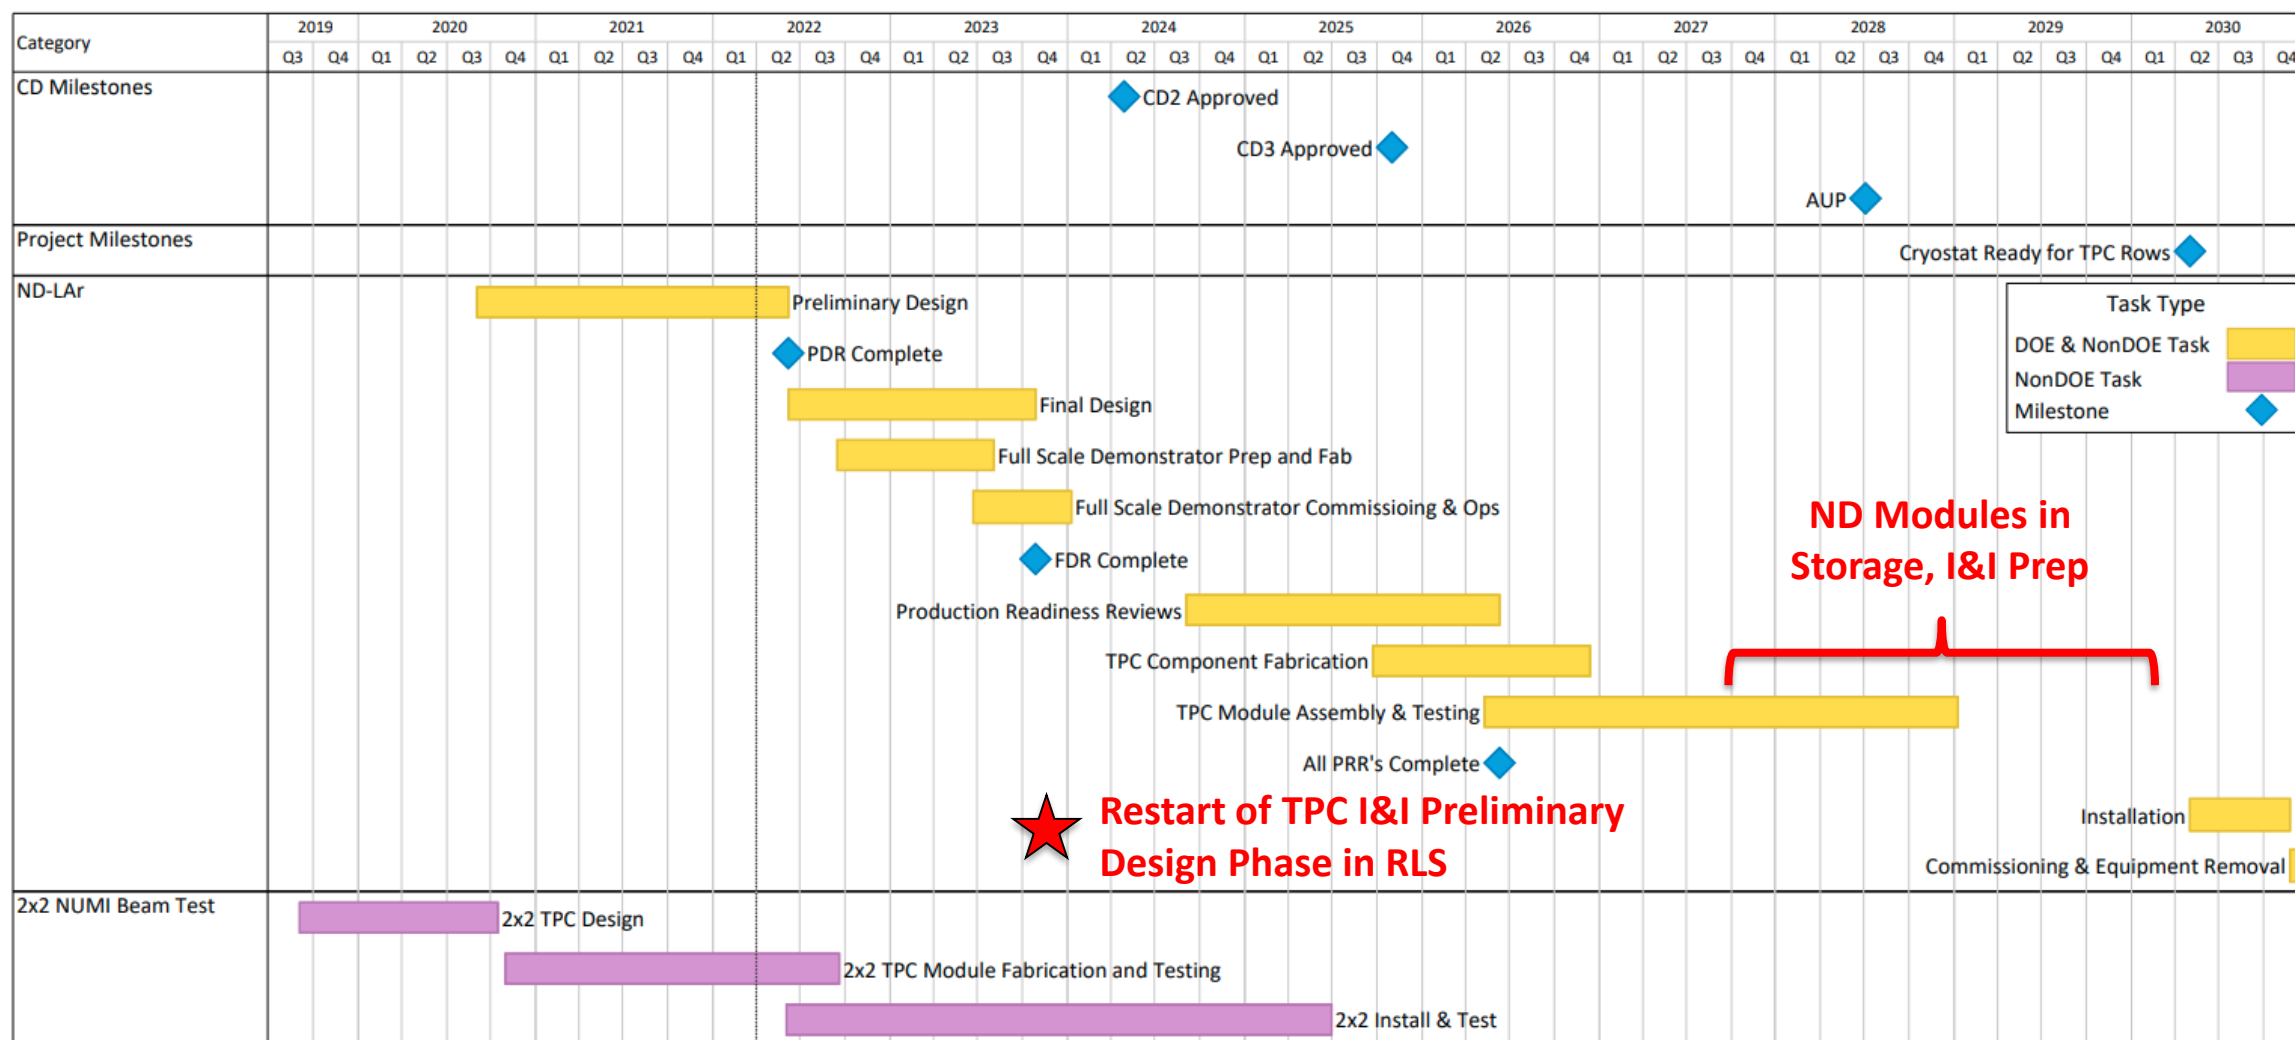 Category
2019 2020 2021 2022 2023 2024 2025 2026 2027 2028 2029 2030
Q3 Q4 Q1 Q2 Q3 Q4 Q1 Q2 Q3 Q4 Q1 Q2 Q3 Q4 Q1 Q2 Q3 Q4 Q1 Q2 Q3 Q4 Q1 Q2 Q3 Q4 Q1 Q2 Q3 Q4 Q1 Q2 Q3 Q4 Q1 Q2 Q3 Q4 Q1 Q2 Q3 Q4 Q1 Q2 Q3 Q4
CD Milestones
CD2 Approved
CD3 Approved
AUP
Project Milestones
Cryostat Ready for TPC Rows
ND-LAr
Preliminary Design
PDR Complete
Final Design
Full Scale Demonstrator Prep and Fab
Full Scale Demonstrator Commissioing & Ops
FDR Complete
Production Readiness Reviews
TPC Component Fabrication
TPC Module Assembly & Testing
All PRR's Complete
Installation
Commissioning & Equipment Removal
Task Type
DOE & NonDOE Task
NonDOE Task
Milestone
ND Modules in
Storage, I&I Prep
Restart of TPC I&I Preliminary
Design Phase in RLS
2x2 NUMI Beam Test
2x2 TPC Design
2x2 TPC Module Fabrication and Testing
2x2 Install & Test